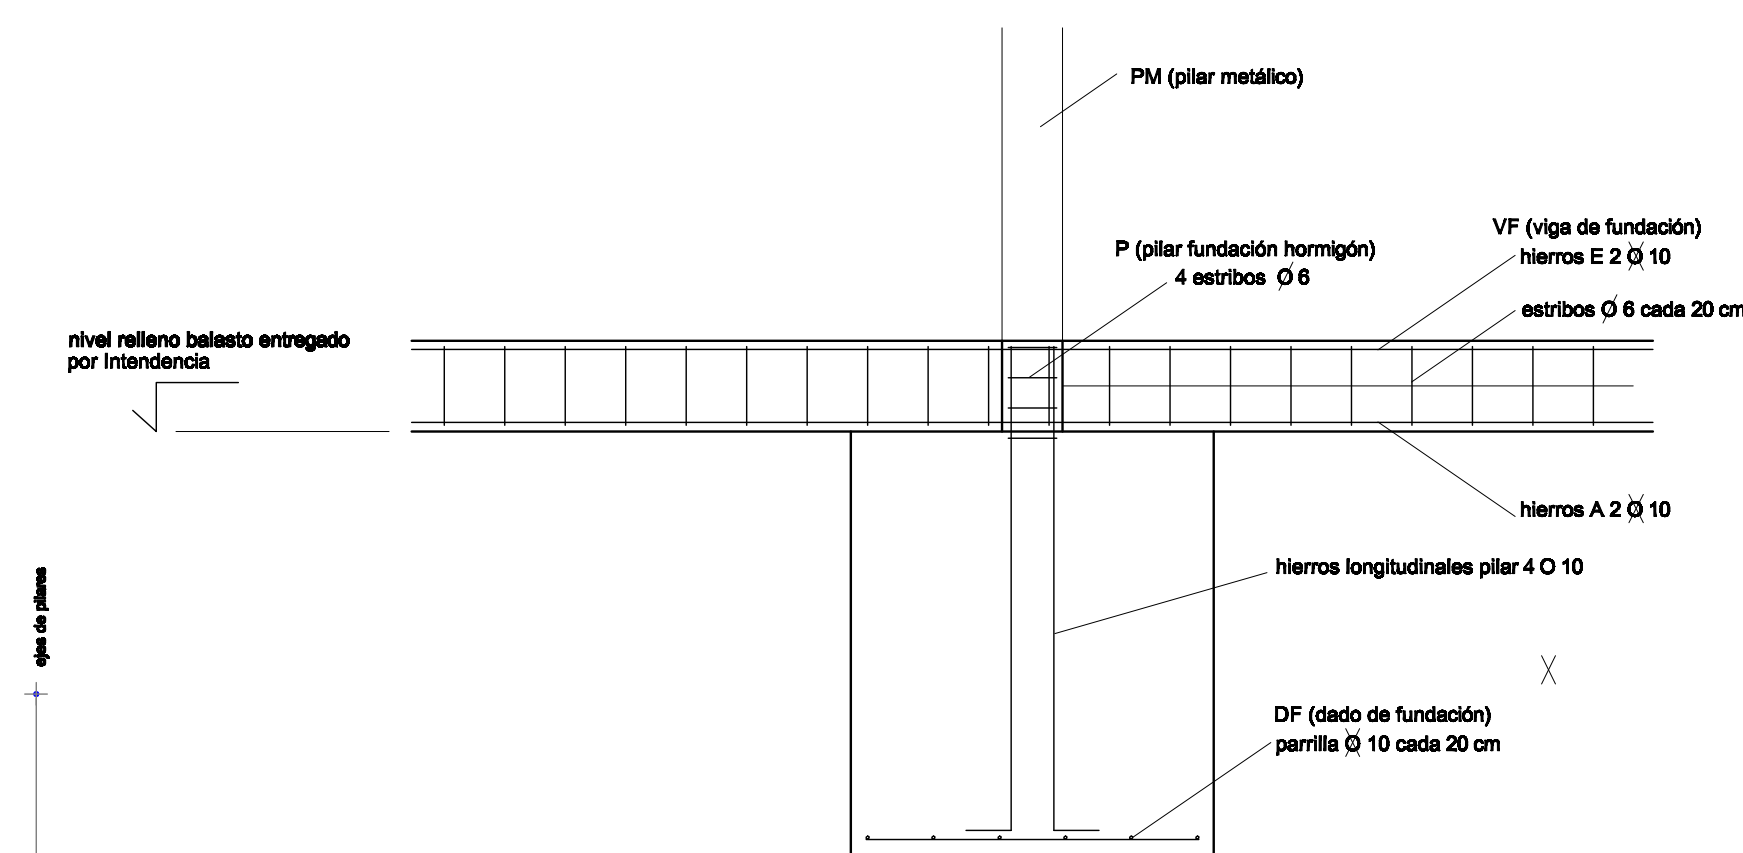 PM (pilar metálico)
VF (viga de fundación)
hierros E 2 Ø 10
P (pilar fundación hormigón)
4 estribos Ø 6
estribos Ø 6 cada 20 cm
nivel relleno balasto entregado
por Intendencia
hierros A 2 Ø 10
hierros longitudinales pilar 4 O 10
ejes de pilares
DF (dado de fundación)
parrilla Ø 10 cada 20 cm